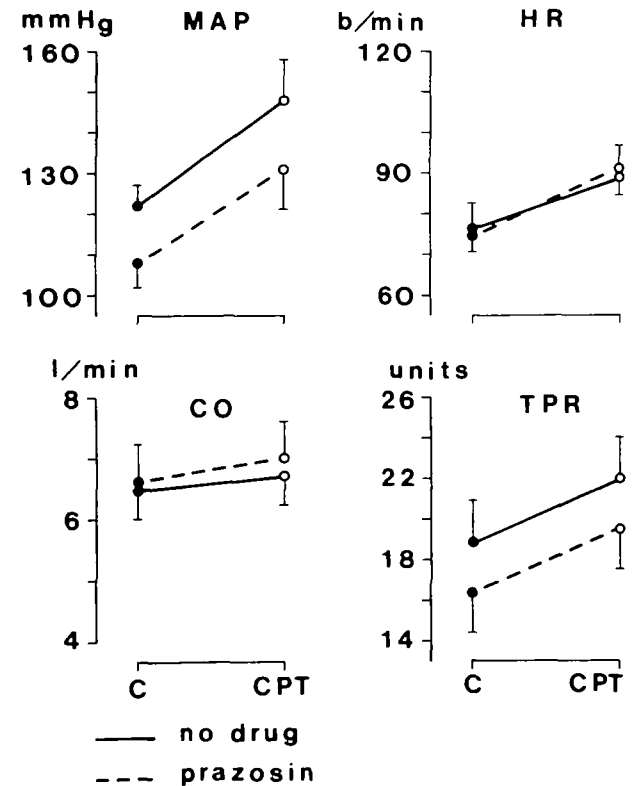 mmHg MAP
160
130
100
b/min HR
120
90
60
l/min
8
CO
6
4
C CPT
units
26
TPR
22
18
14
C CPT
no drug
prazosin